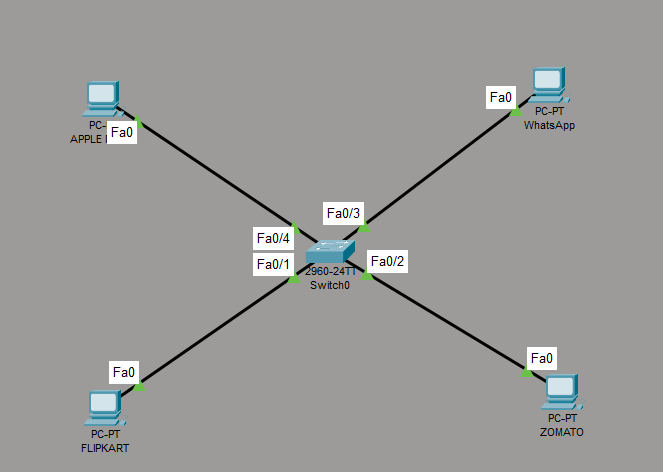 Fa0
PC-PT
WhatsApp
Fa0
APPLE
Fa0/3
Fa0/4
Fa0/1
Fa0/2
2960-24TT
Switch0
Fa0
Fa0
PC-PT
FLIPKART
PC-PT
ZOMATO